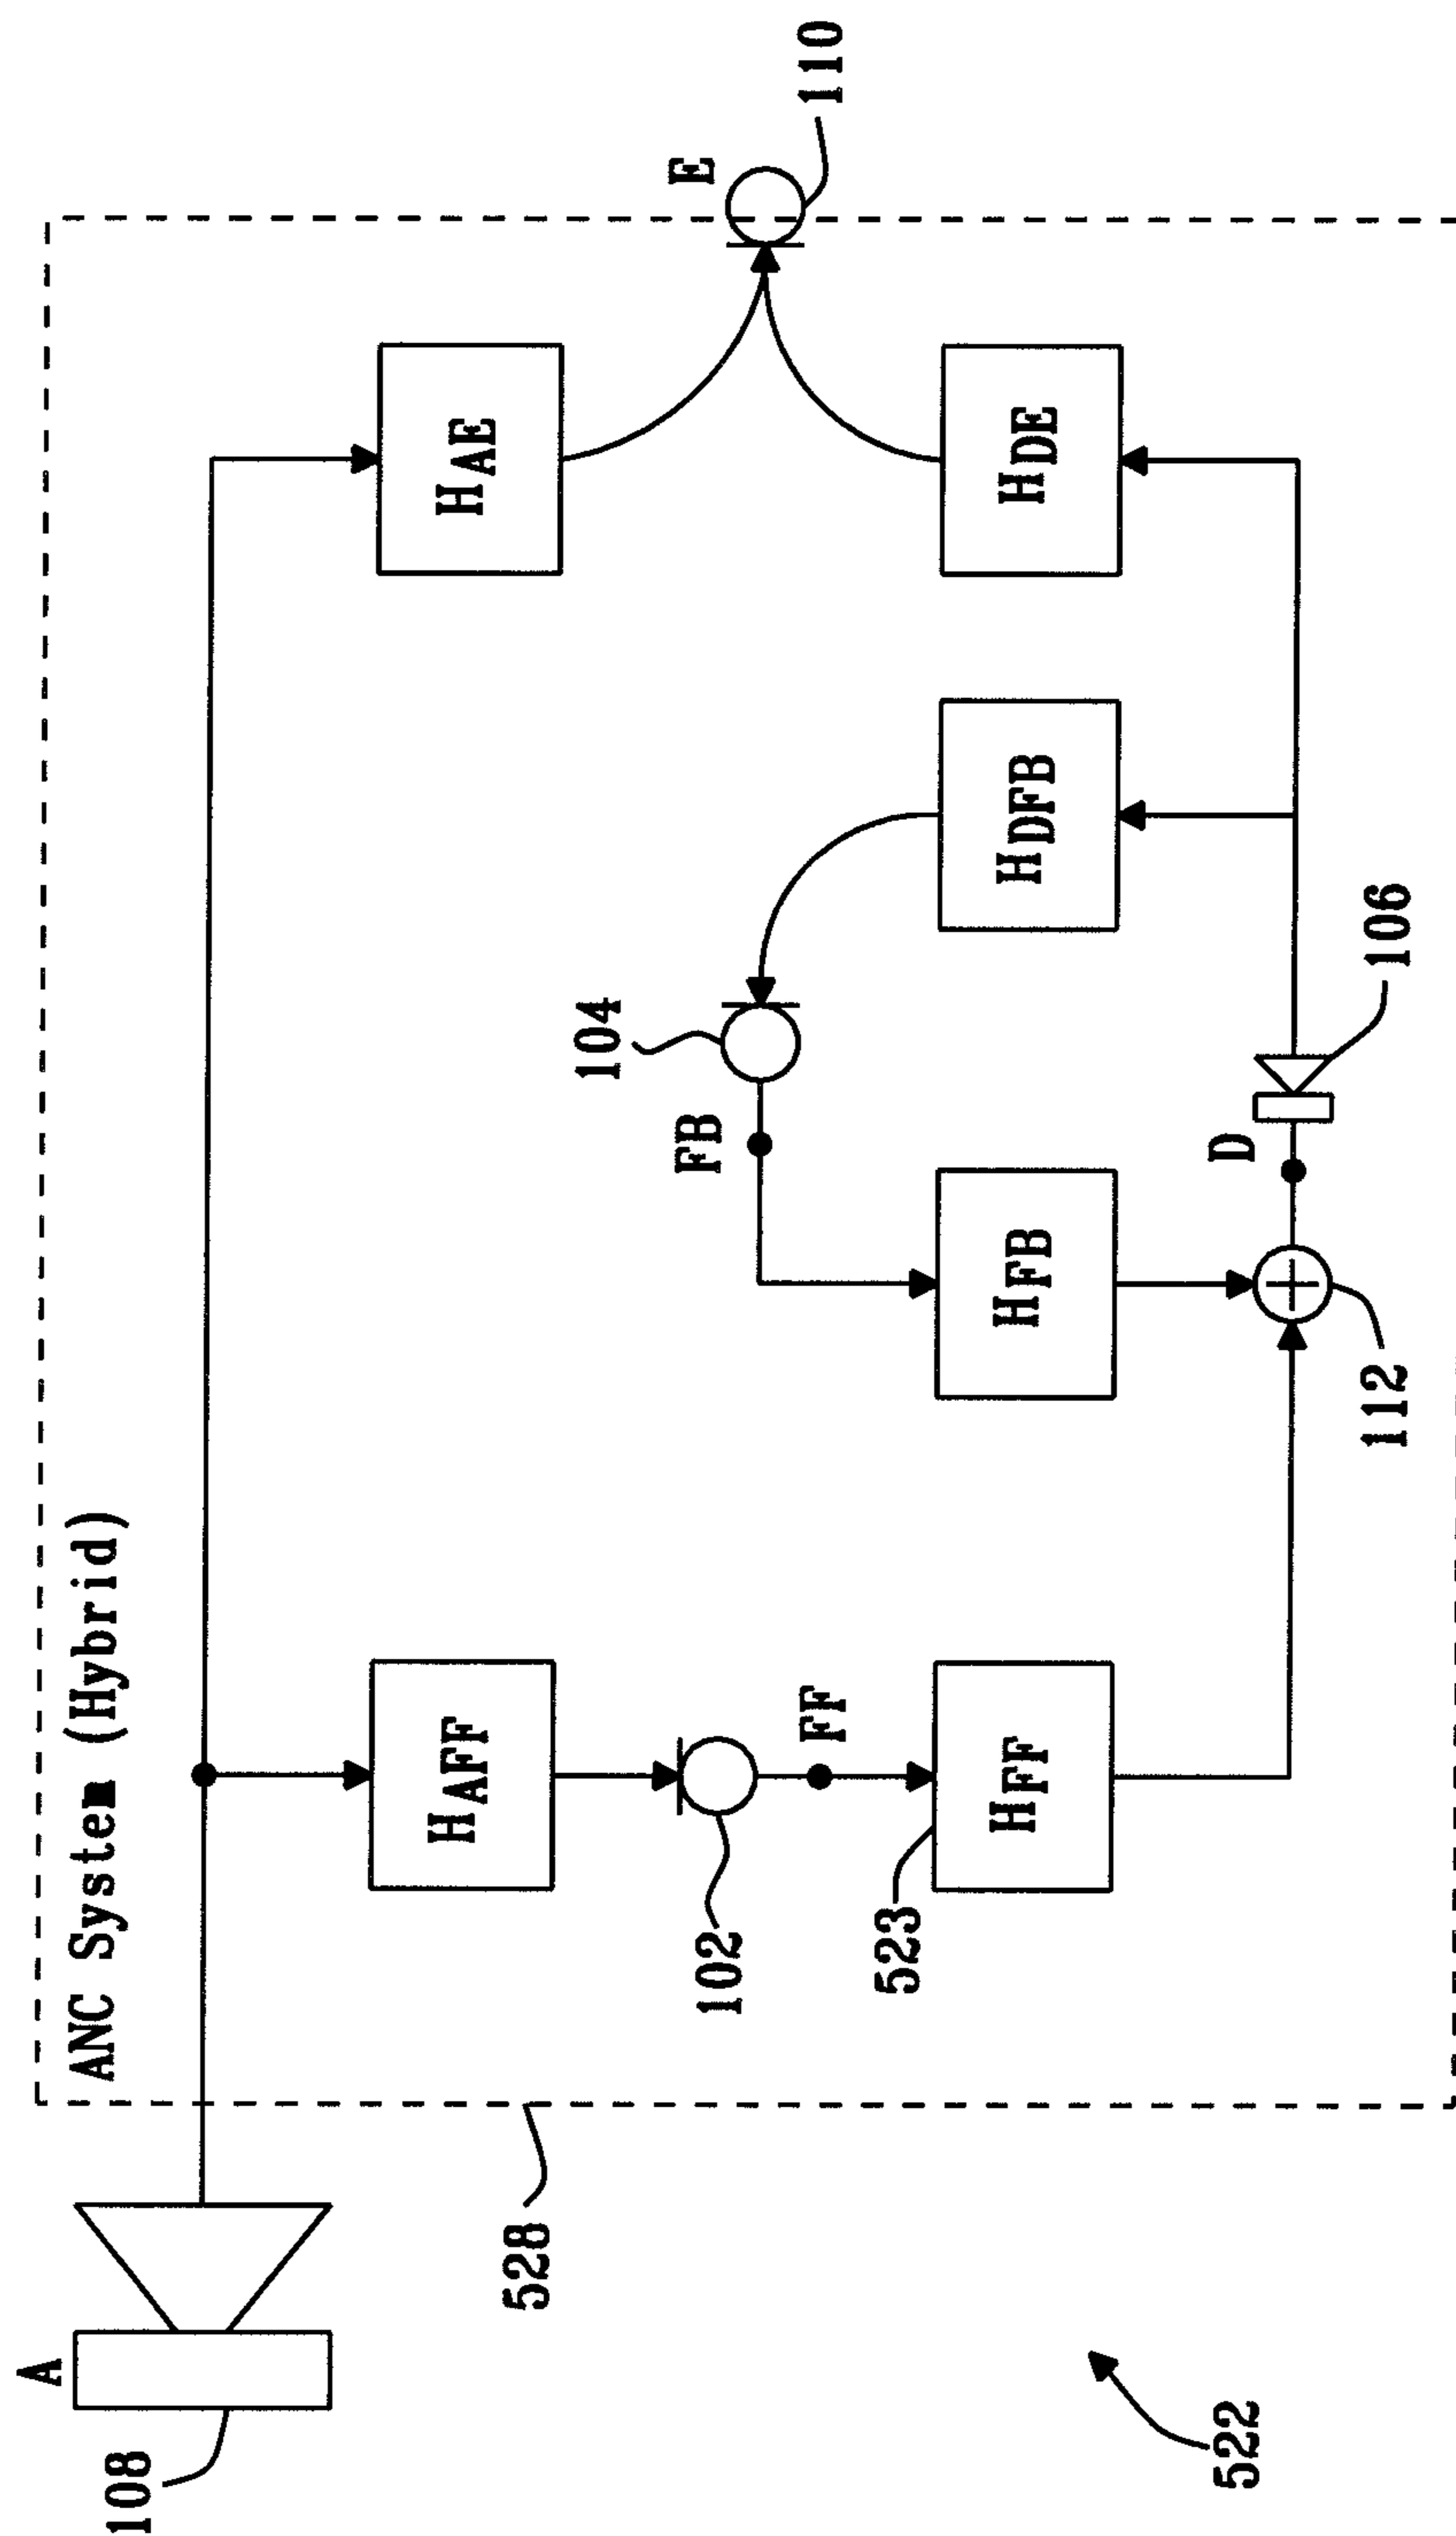 ANC System (Hybrid)
A
108
528
522
HAFF
102
FF
523
HFF
HAE
E
110
104
FB
HFB
HDFB
HDE
D
106
112